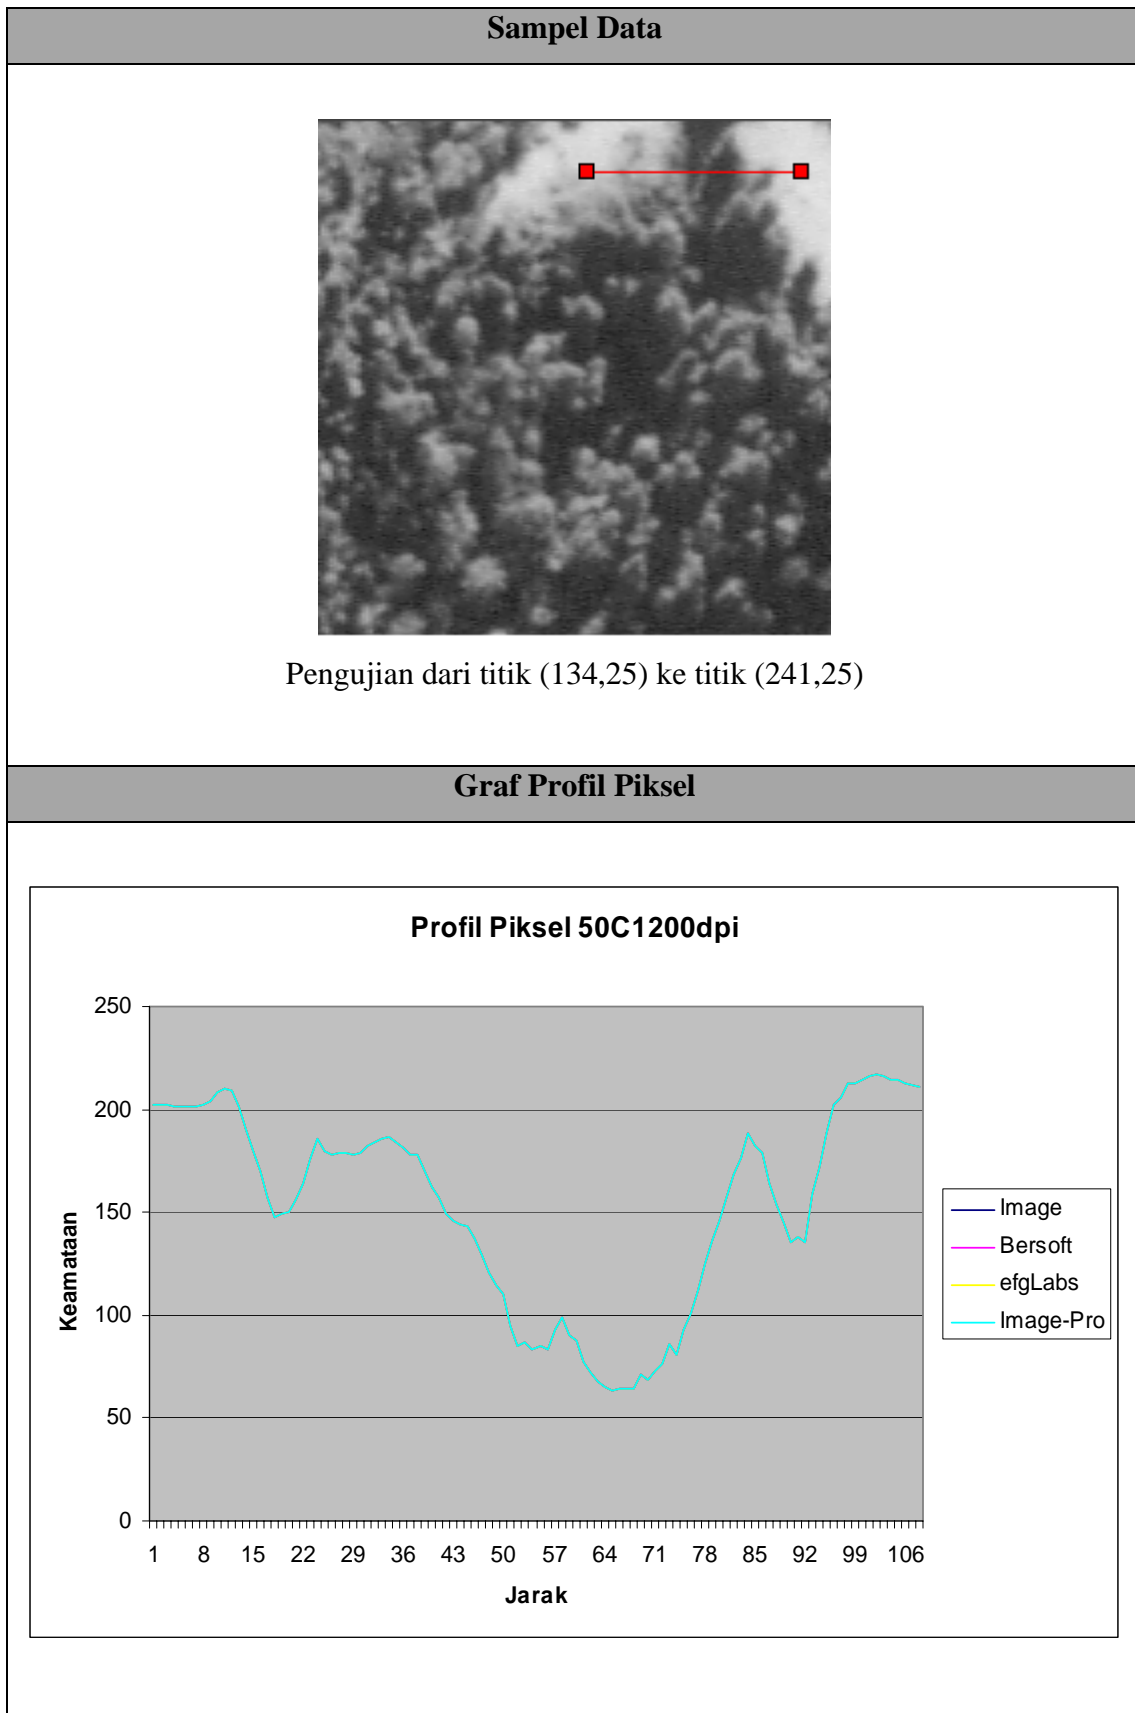 Sampel Data
Pengujian dari titik (134,25) ke titik (241,25)
Graf Profil Piksel
Profil Piksel 50C1200dpi
250
200
150
100
50
0
Keamataan
1 8 15 22 29 36 43 50 57 64 71 78 85 92 99 106
Jarak
Image
Bersoft
efgLabs
Image-Pro